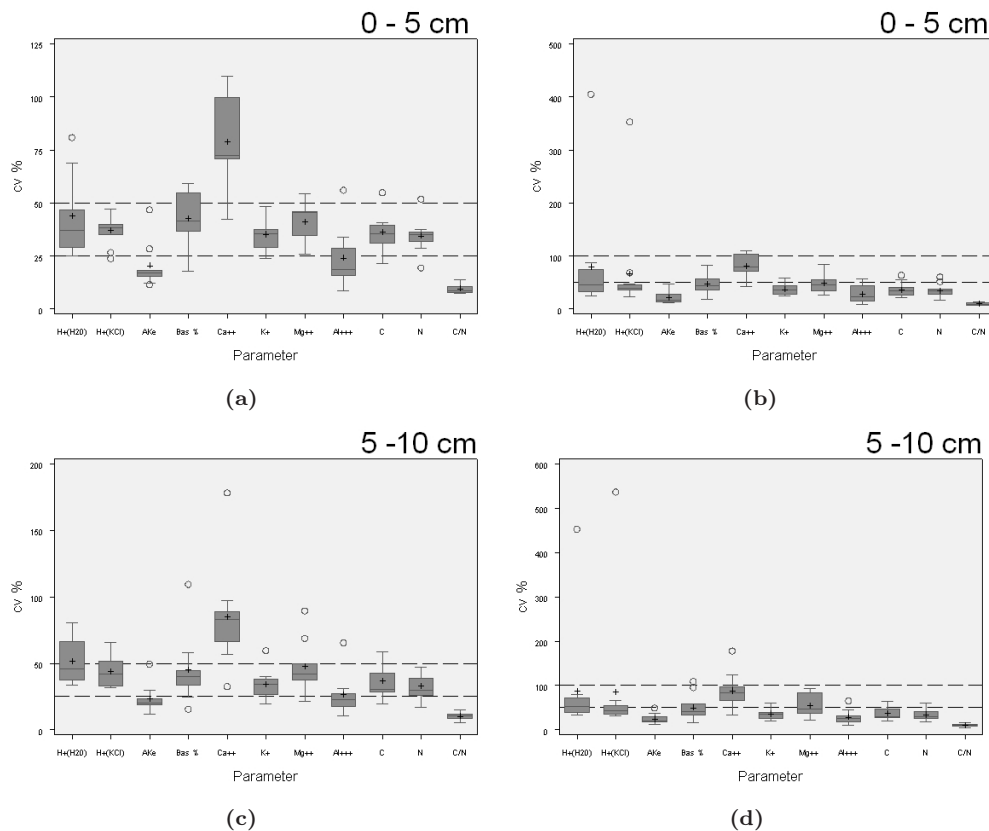 0 - 5 cm
125
100
75
50
25
0
cv %
H+(H20) H+(KCl) AKe Bas % Ca++ K+ Mg++ Al+++ C N C/N
Parameter
(a)
0 - 5 cm
500
400
300
200
100
0
cv %
H+(H20) H+(KCl) AKe Bas % Ca++ K+ Mg++ Al+++ C N C/N
Parameter
(b)
5 -10 cm
200
150
100
50
0
cv %
H+(H20) H+(KCl) AKe Bas % Ca++ K+ Mg++ Al+++ C N C/N
Parameter
(c)
5 -10 cm
600
500
400
300
200
100
0
cv %
H+(H20) H+(KCl) AKe Bas % Ca++ K+ Mg++ Al+++ C N C/N
Parameter
(d)